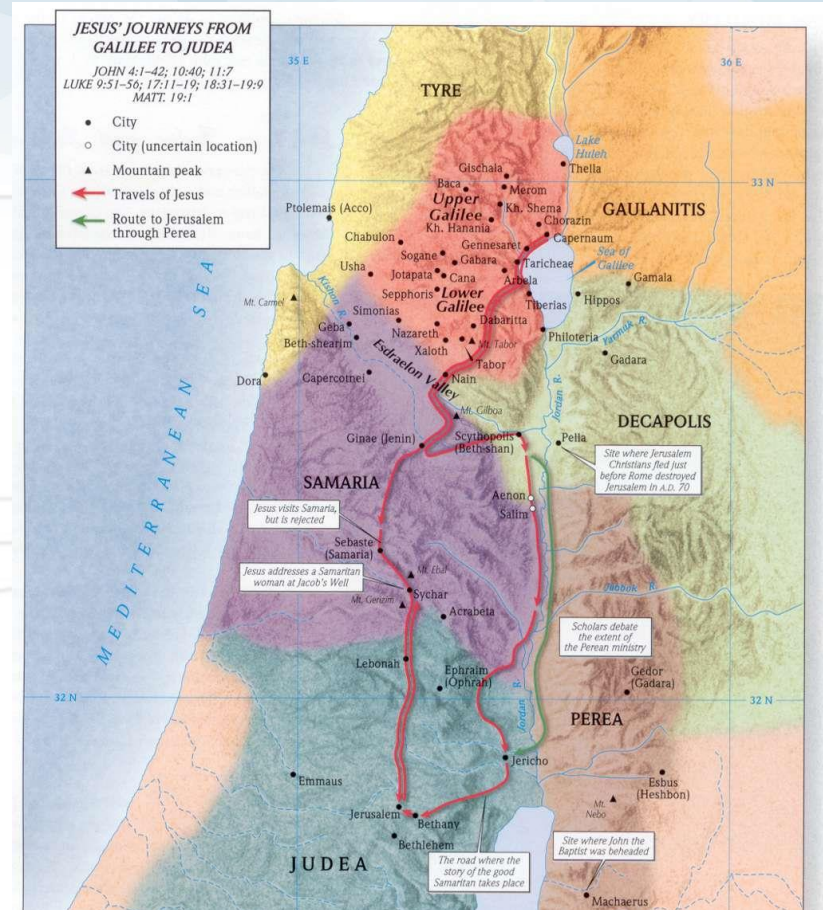 JESUS' JOURNEYS FROM
GALILEE TO JUDEA
JOHN 4:1–42; 10:40; 11:7
LUKE 9:51–56; 17:11–19; 18:31–19:9
MATT. 19:1
City
City (uncertain location)
Mountain peak
Travels of Jesus
Route to Jerusalem
through Perea
35 E
36 E
TYRE
Lake
Huleh
Thella
33 N
33 N
Gischala
Baca
Merom
Upper
Galilee
Kh. Shema
Kh. Hanania
Chorazin
GAULANITIS
Ptolemais (Acco)
Chabulon
Gennesaret
Capernaum
Sogane
Gabara
Taricheae
Sea of
Galilee
Usha
Jotapata
Cana
Arbela
Gamala
Sepphoris
Lower
Galilee
Tiberias
Hippos
Kishon R.
Mt. Carmel
Simonias
Dabaritta
Geba
Nazareth
Philoteria
Yarmuk R.
Beth-shearim
Xaloth
Mt. Tabor
Tabor
Gadara
Esdraelon Valley
Dora
Capercotnei
Nain
Jordan R.
Mt. Gilboa
DECAPOLIS
Ginae (Jenin)
Scythopolis
(Beth-shan)
Pella
Site where Jerusalem
Christians fled just
before Rome destroyed
Jerusalem in A.D. 70
SAMARIA
Aenon
Salim
Jesus visits Samaria,
but is rejected
Sebaste
(Samaria)
Jesus addresses a Samaritan
woman at Jacob's Well
Mt. Ebal
Sychar
Mt. Gerizim
Jabbok R.
Acrabeta
Scholars debate
the extent of
the Perean ministry
MEDITERRANEAN SEA
Lebonah
Ephraim
(Ophrah)
Gedor
(Gadara)
32 N
32 N
Jordan R.
PEREA
Jericho
Emmaus
Esbus
(Heshbon)
Mt.
Nebo
Jerusalem
Bethany
Bethlehem
JUDEA
The road where the
story of the good
Samaritan takes place
Site where John the
Baptist was beheaded
Machaerus